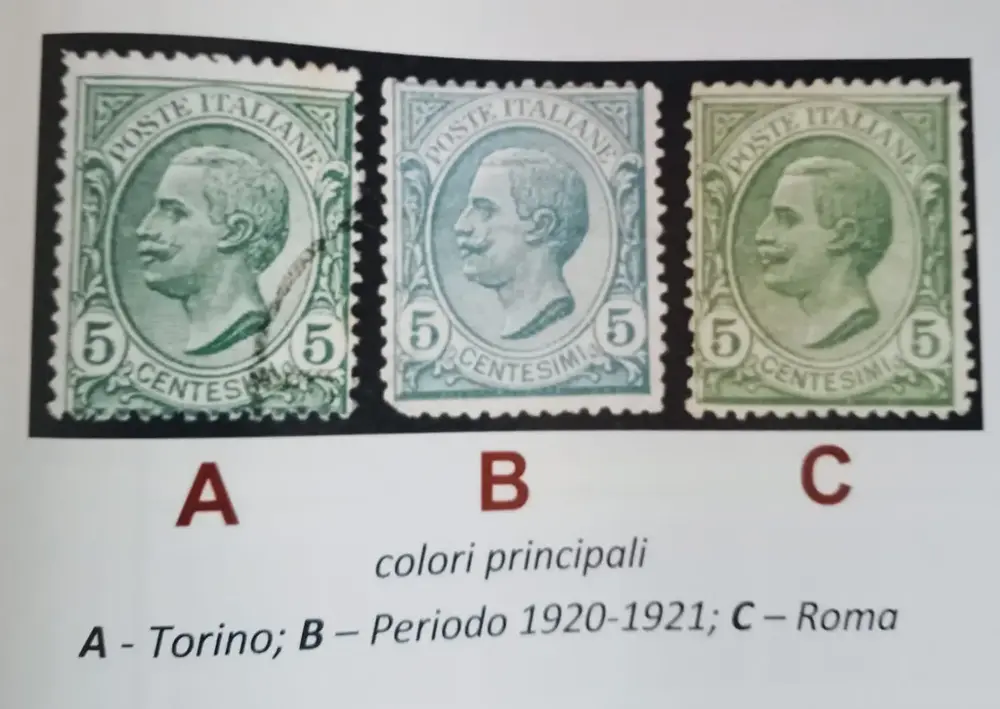 POSTE ITALIANE POSTE ITALIANE POSTE ITALIANE
5 5 5 5 5 5
CENTESIMI CENTESIMI CENTESIMI
A B C
colori principali
A - Torino; B – Periodo 1920-1921; C – Roma